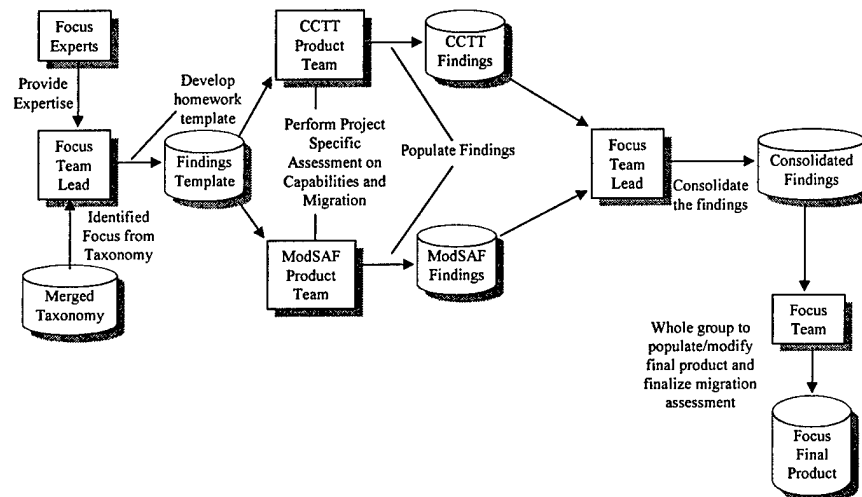 Focus
Experts
Provide
Expertise
Develop
homework
template
Focus
Team
Lead
Findings
Template
Identified
Focus from
Taxonomy
Merged
Taxonomy
CCTT
Product
Team
Perform Project
Specific
Assessment on
Capabilities and
Migration
ModSAF
Product
Team
CCTT
Findings
Populate Findings
ModSAF
Findings
Focus
Team
Lead
Consolidate
the findings
Consolidated
Findings
Focus
Team
Whole group to
populate/modify
final product and
finalize migration
assessment
Focus
Final
Product